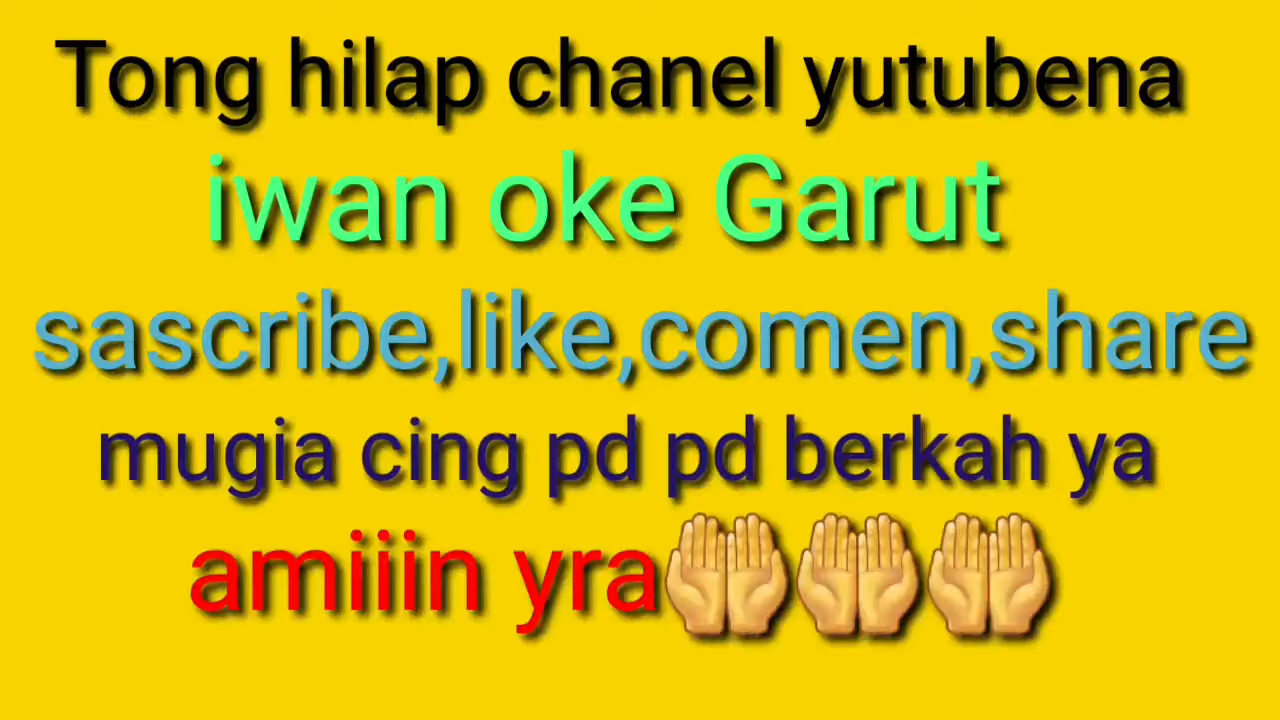 Tong hilap chanel yutubena
iwan oke Garut
sascribe,like,comen,share
mugia cing pd pd berkah ya
amiiin yra🤲🤲🤲